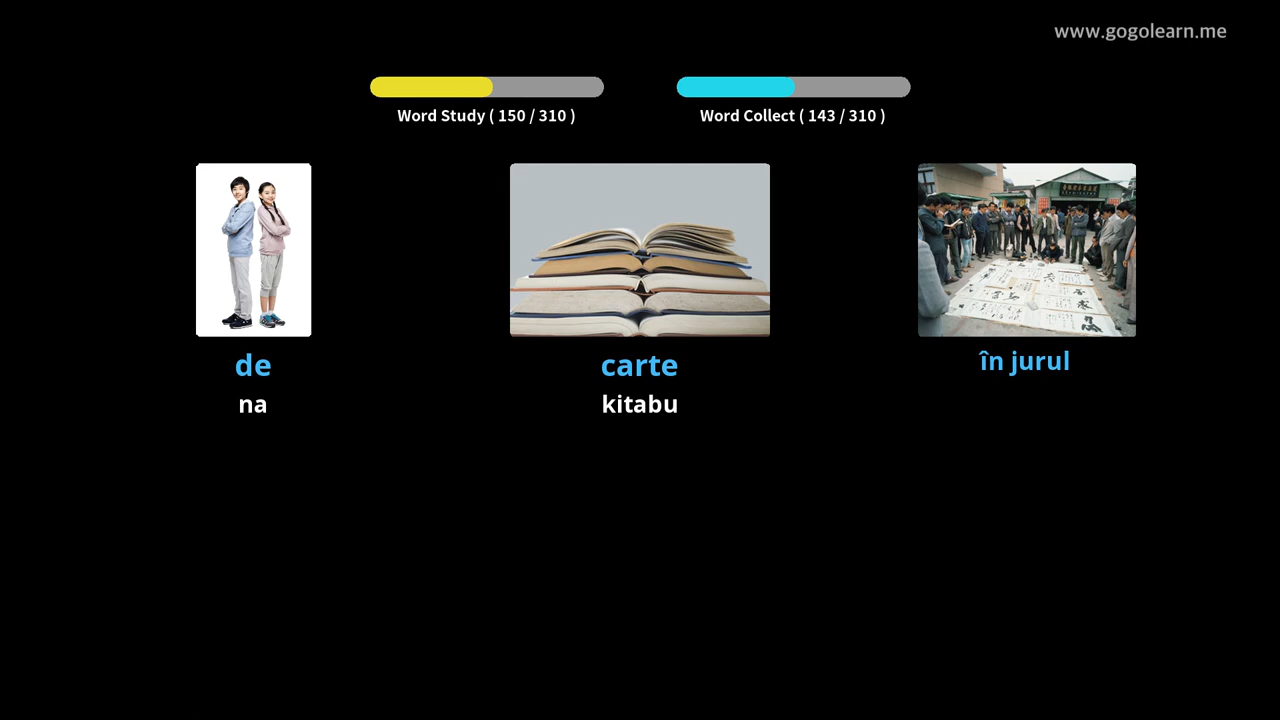 www.gogolearn.me
Word Study ( 150 / 310 )
Word Collect ( 143 / 310 )
de
na
carte
kitabu
în jurul